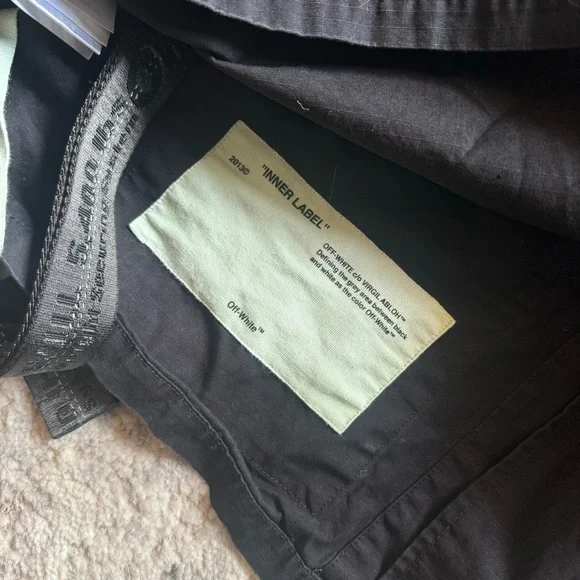 2013©
"INNER LABEL"
OFF-WHITE c/o VIRGIL ABLOH™
Defining the grey area between black
and white as the color Off-White™
Off-White™